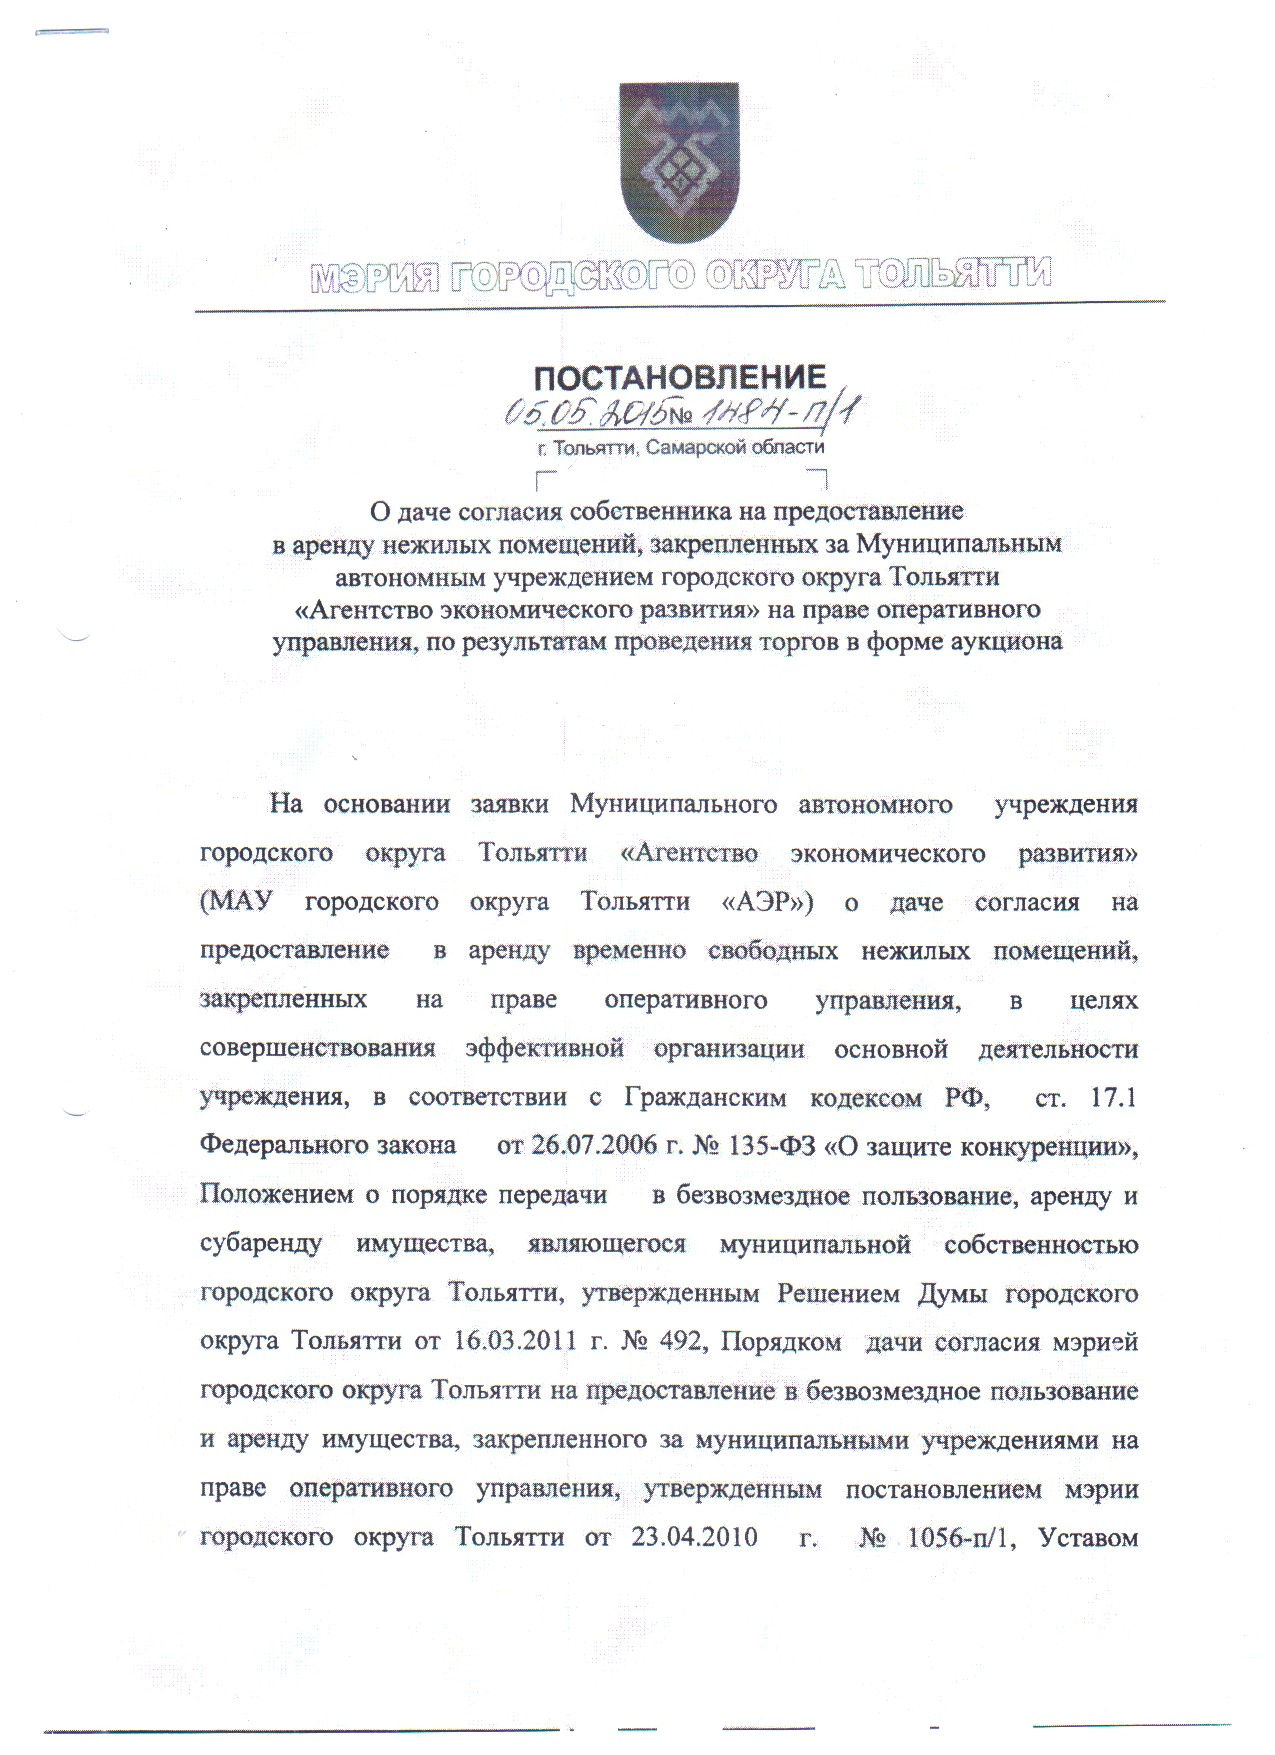 МЭРИЯ ГОРОДСКОГО ОКРУГА ТОЛЬЯТТИ
ПОСТАНОВЛЕНИЕ
05.05.2015 № 1484-п/1
г. Тольятти, Самарской области
О даче согласия собственника на предоставление
в аренду нежилых помещений, закрепленных за Муниципальным
автономным учреждением городского округа Тольятти
«Агентство экономического развития» на праве оперативного
управления, по результатам проведения торгов в форме аукциона
На основании заявки Муниципального автономного учреждения
городского округа Тольятти «Агентство экономического развития»
(МАУ городского округа Тольятти «АЭР») о даче согласия на
предоставление в аренду временно свободных нежилых помещений,
закрепленных на праве оперативного управления, в целях
совершенствования эффективной организации основной деятельности
учреждения, в соответствии с Гражданским кодексом РФ, ст. 17.1
Федерального закона от 26.07.2006 г. № 135-ФЗ «О защите конкуренции»,
Положением о порядке передачи в безвозмездное пользование, аренду и
субаренду имущества, являющегося муниципальной собственностью
городского округа Тольятти, утвержденным Решением Думы городского
округа Тольятти от 16.03.2011 г. № 492, Порядком дачи согласия мэрией
городского округа Тольятти на предоставление в безвозмездное пользование
и аренду имущества, закрепленного за муниципальными учреждениями на
праве оперативного управления, утвержденным постановлением мэрии
городского округа Тольятти от 23.04.2010 г. № 1056-п/1, Уставом